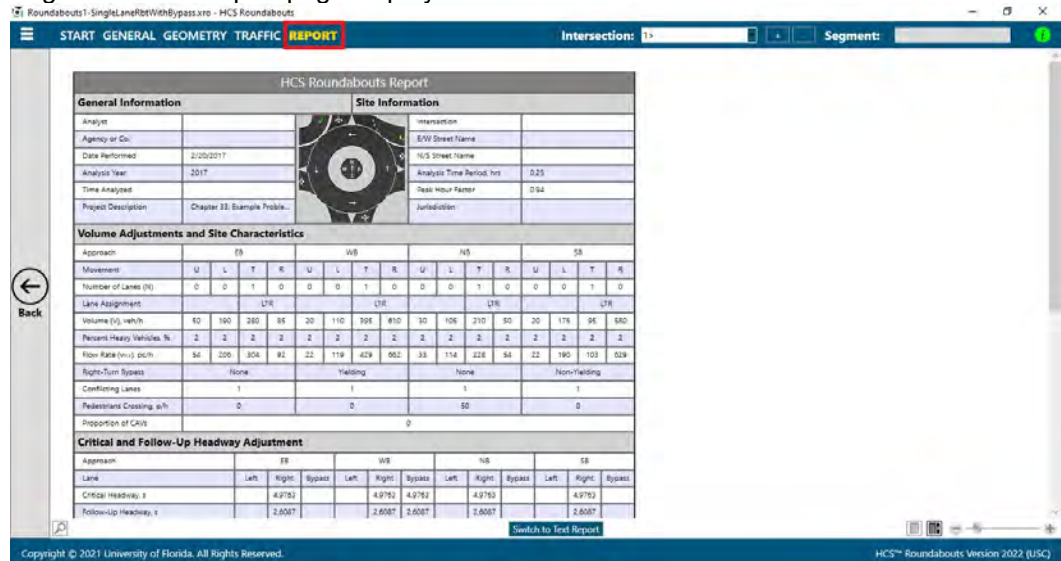 Roundabouts1-SingleLaneRbtWithBypass.xro - HCS Roundabouts
START GENERAL GEOMETRY TRAFFIC REPORT Intersection: 1> Segment:
HCS Roundabouts Report
General Information Site Information
Analyst Intersection
Agency or Co. E/W Street Name
Date Performed 2/20/2017 N/S Street Name
Analysis Year 2017 Analysis Time Period, hrs 0.25
Time Analyzed Peak Hour Factor 0.94
Project Description Chapter 33, Example Proble... Jurisdiction
Volume Adjustments and Site Characteristics
Approach EB WB NB SB
Movement U L T R U L T R U L T R U L T R
Number of Lanes (N) 0 0 1 0 0 0 1 0 0 0 1 0 0 0 1 0
Lane Assignment LTR LTR LTR LTR
Volume (V), veh/h 50 190 280 85 20 110 395 610 30 105 210 50 20 175 95 580
Percent Heavy Vehicles, % 2 2 2 2 2 2 2 2 2 2 2 2 2 2 2 2
Flow Rate (VPCE), pc/h 54 206 304 92 22 119 429 662 33 114 228 54 22 190 103 629
Right-Turn Bypass None Yielding None Non-Yielding
Conflicting Lanes 1 1 1 1
Pedestrians Crossing, p/h 0 0 50 0
Proportion of CAVs 0
Critical and Follow-Up Headway Adjustment
Approach EB WB NB SB
Lane Left Right Bypass Left Right Bypass Left Right Bypass Left Right Bypass
Critical Headway, s 4.9763 4.9763 4.9763 4.9763 4.9763
Follow-Up Headway, s 2.6087 2.6087 2.6087 2.6087 2.6087
Back
Switch to Text Report
Copyright © 2021 University of Florida. All Rights Reserved. HCS™ Roundabouts Version 2022 (USC)